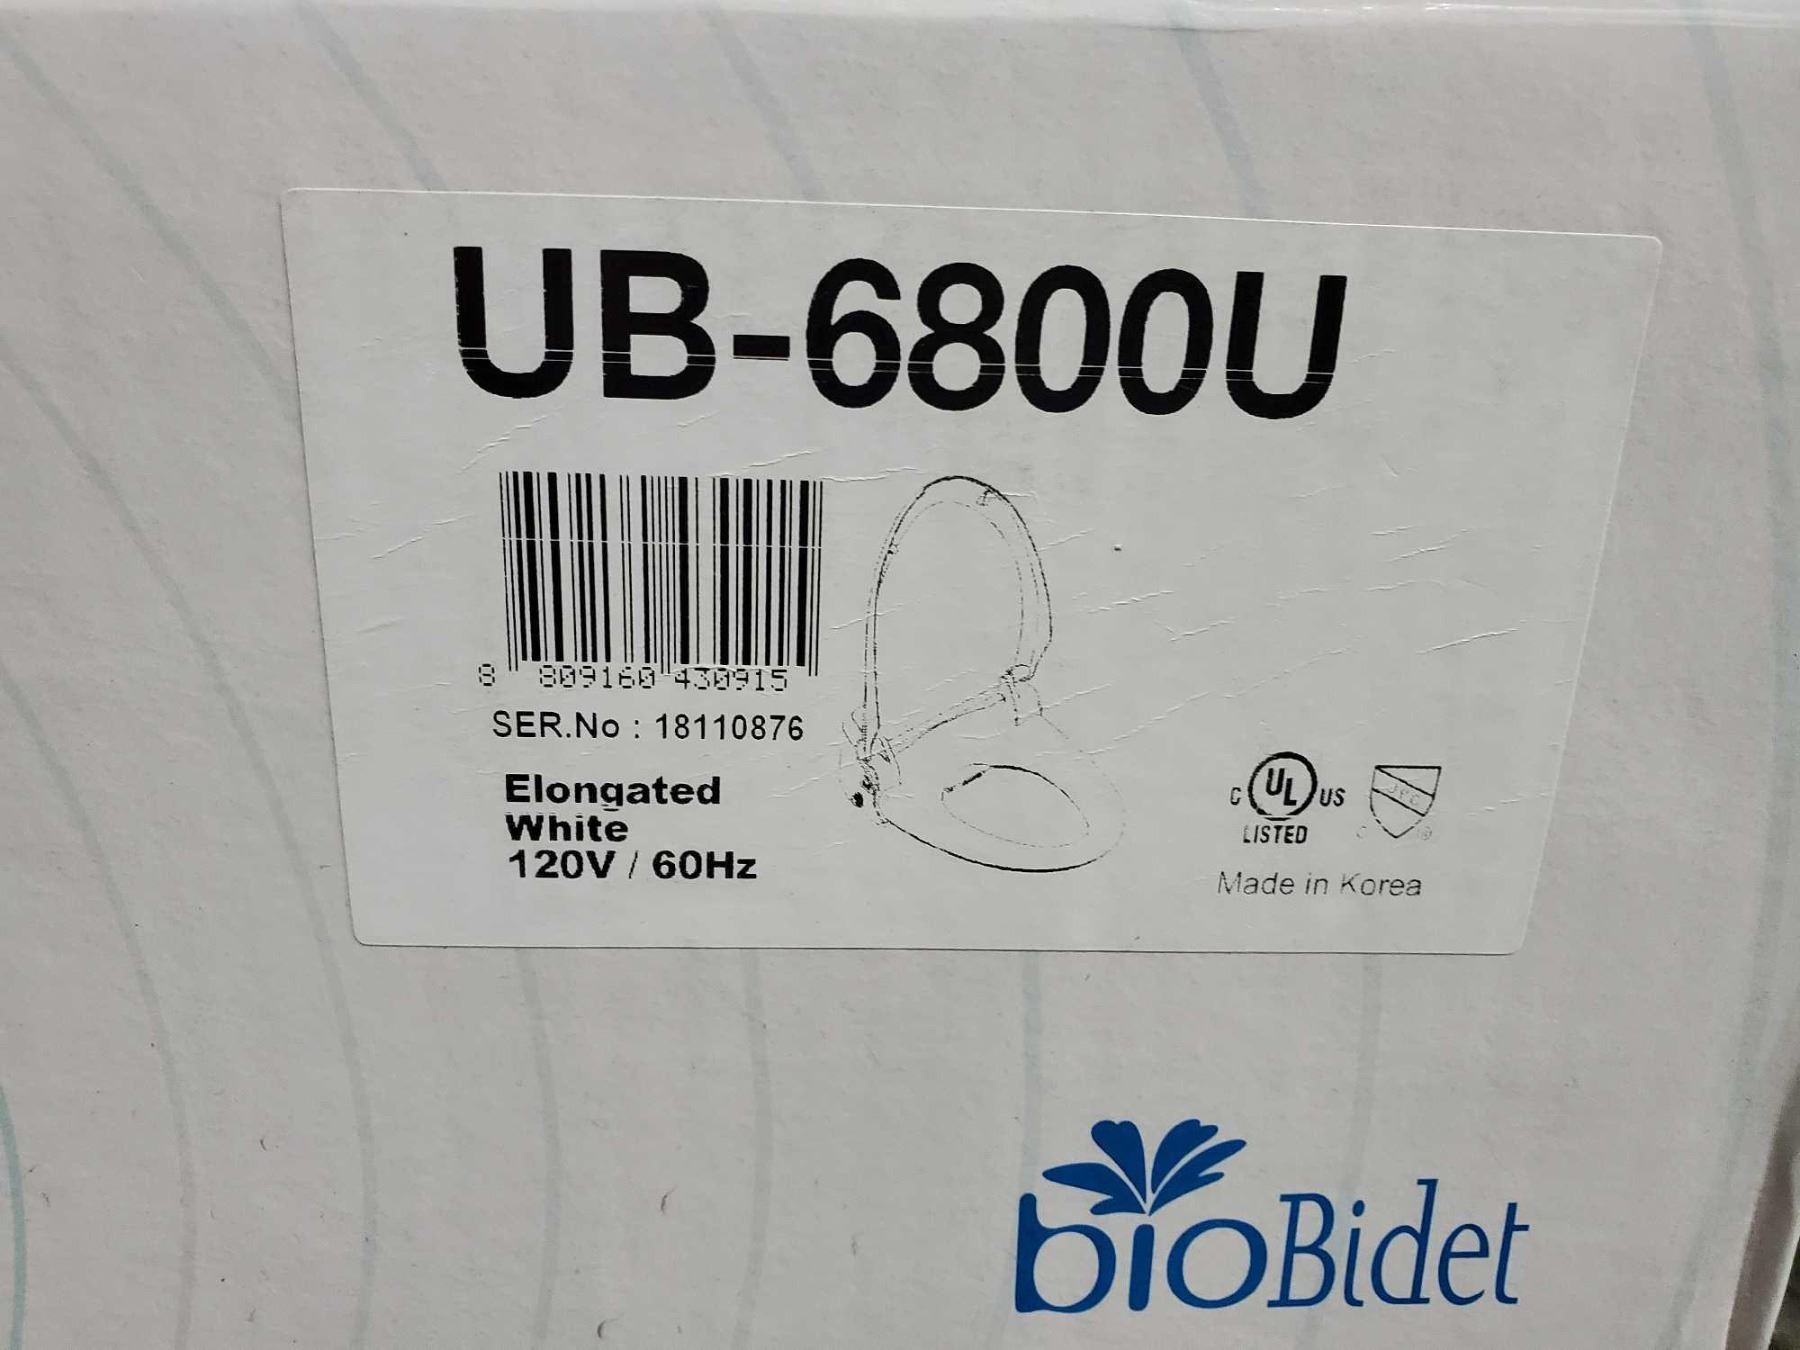 UB-6800U
8 809160 430915
SER.No : 18110876
Elongated
White
120V / 60Hz
C UL US
LISTED
Made in Korea
bioBidet